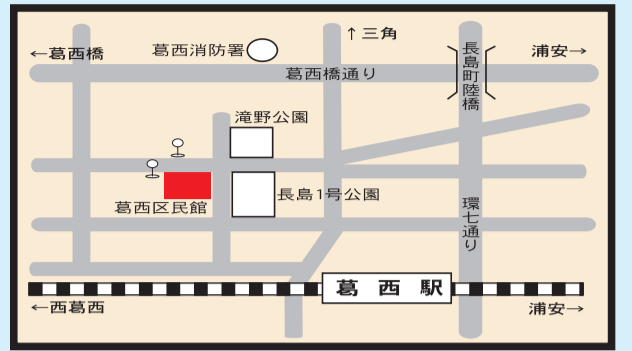 ↑三角
←葛西橋
葛西消防署
浦安→
長島町陸橋
葛西橋通り
滝野公園
長島1号公園
葛西区民館
環七通り
葛西駅
←西葛西
浦安→